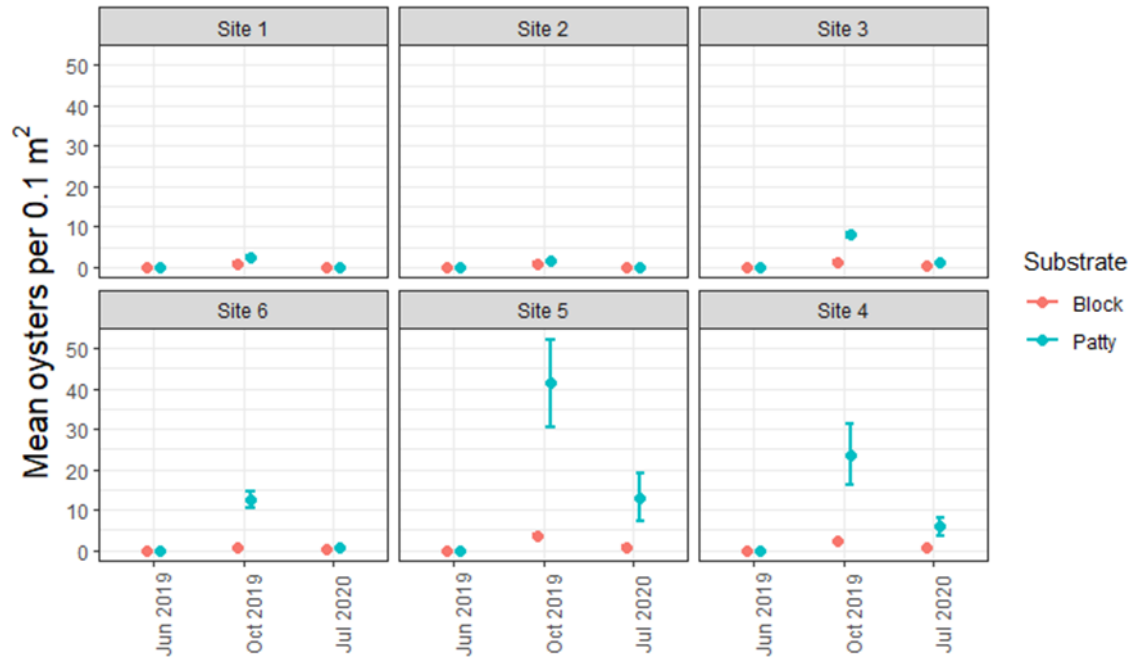 Site 1 Site 2 Site 3
50
40
30
20
10
0
Mean oysters per 0.1 m²
Site 6 Site 5 Site 4
50
40
30
20
10
0
Jun 2019 Oct 2019 Jul 2020 Jun 2019 Oct 2019 Jul 2020 Jun 2019 Oct 2019 Jul 2020
Substrate
Block
Patty